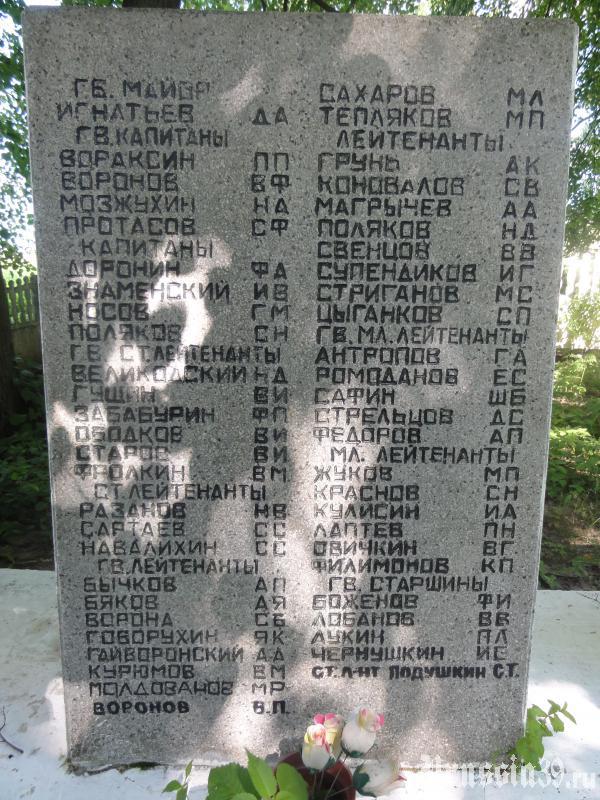 ГВ. МАЙОР
ИГНАТЬЕВ ДА
ГВ. КАПИТАНЫ
ВОРАКСИН ПП
ВОРОНОВ ВФ
МОЗЖУХИН НД
ПРОТАСОВ СФ
КАПИТАНЫ
ДОРОНИН ФА
ЗНАМЕНСКИЙ ИВ
НОСОВ ГМ
ПОЛЯКОВ СН
ГВ. СТ. ЛЕЙТЕНАНТЫ
ВЕЛИКОДСКИЙ НД
ГУЩИН ВИ
ЗАБАБУРИН ФП
ОБОДКОВ ВИ
СТАРОВ ВИ
ФРОЛКИН ВМ
СТ. ЛЕЙТЕНАНТЫ
РАЗАНОВ НВ
САРТАЕВ СС
НАВАЛИХИН СС
ГВ. ЛЕЙТЕНАНТЫ
БЫЧКОВ АП
БЯКОВ ДЯ
ВОРОНА СБ
ГОВОРУХИН ЯК
ГАЙВОРОНСКИЙ АА
КУРЮМОВ ВМ
МОЛДОВАНОВ МР
ВОРОНОВ В.П.
САХАРОВ МЛ
ТЕПЛЯКОВ МП
ЛЕЙТЕНАНТЫ
ГРУНЬ АК
КОНОВАЛОВ СВ
МАГРЫЧЕВ АА
ПОЛЯКОВ НД
СВЕНЦОВ ВВ
СУПЕНДИКОВ ИГ
СТРИГАНОВ МС
ЦЫГАНКОВ СП
ГВ. МЛ. ЛЕЙТЕНАНТЫ
АНТРОПОВ ГА
РОМОДАНОВ ЕС
САФИН ШБ
СТРЕЛЬЦОВ ДС
ФЕДОРОВ АП
МЛ. ЛЕЙТЕНАНТЫ
ЖУКОВ МП
КРАСНОВ СН
КУЛИСИН ИА
ЛАПТЕВ ПН
ОВИЧКИН ВГ
ФИЛИМОНОВ КП
ГВ. СТАРШИНЫ
БОЖЕНОВ ФИ
ЛОБАНОВ ВВ
ЛУКИН ПЛ
ЧЕРНУШКИН ИЕ
СТ. Л-НТ ПОДУШКИН С.Т.